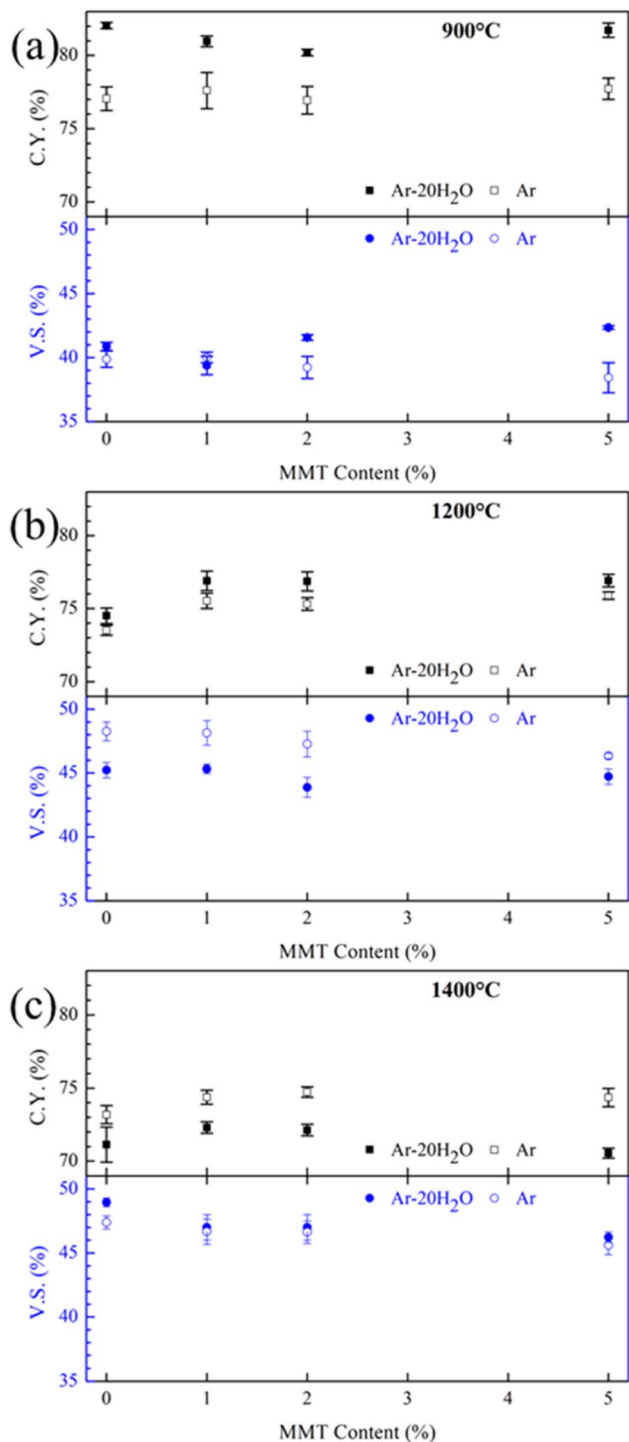 (a)
900°C
80
75
70
C.Y. (%)
Ar-20H2O Ar
50
45
40
35
V.S. (%)
Ar-20H2O Ar
0 1 2 3 4 5
MMT Content (%)
(b)
1200°C
80
75
70
C.Y. (%)
Ar-20H2O Ar
50
45
40
35
V.S. (%)
Ar-20H2O Ar
0 1 2 3 4 5
MMT Content (%)
(c)
1400°C
80
75
70
C.Y. (%)
Ar-20H2O Ar
50
45
40
35
V.S. (%)
Ar-20H2O Ar
0 1 2 3 4 5
MMT Content (%)